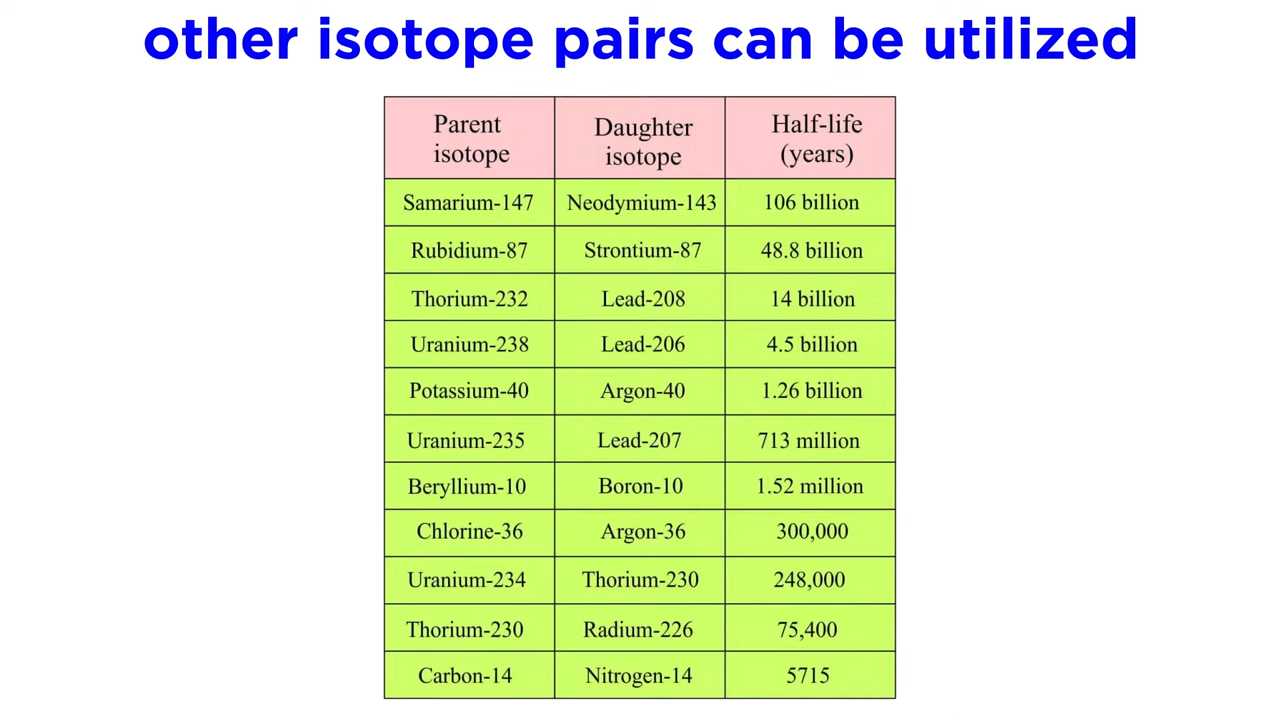 other isotope pairs can be utilized
Parent isotope Daughter isotope Half-life (years)
Samarium-147 Neodymium-143 106 billion
Rubidium-87 Strontium-87 48.8 billion
Thorium-232 Lead-208 14 billion
Uranium-238 Lead-206 4.5 billion
Potassium-40 Argon-40 1.26 billion
Uranium-235 Lead-207 713 million
Beryllium-10 Boron-10 1.52 million
Chlorine-36 Argon-36 300,000
Uranium-234 Thorium-230 248,000
Thorium-230 Radium-226 75,400
Carbon-14 Nitrogen-14 5715